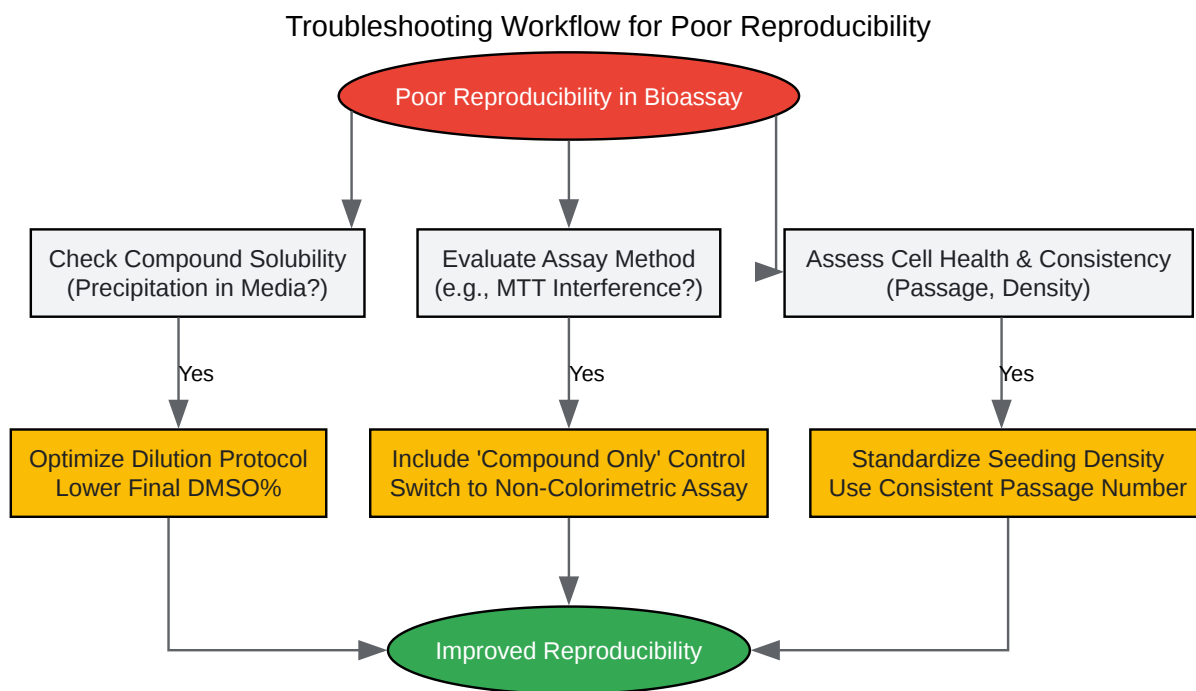 Troubleshooting Workflow for Poor Reproducibility
Poor Reproducibility in Bioassay
Check Compound Solubility
(Precipitation in Media?)
Evaluate Assay Method
(e.g., MTT Interference?)
Assess Cell Health & Consistency
(Passage, Density)
Yes
Yes
Yes
Optimize Dilution Protocol
Lower Final DMSO%
Include 'Compound Only' Control
Switch to Non-Colorimetric Assay
Standardize Seeding Density
Use Consistent Passage Number
Improved Reproducibility